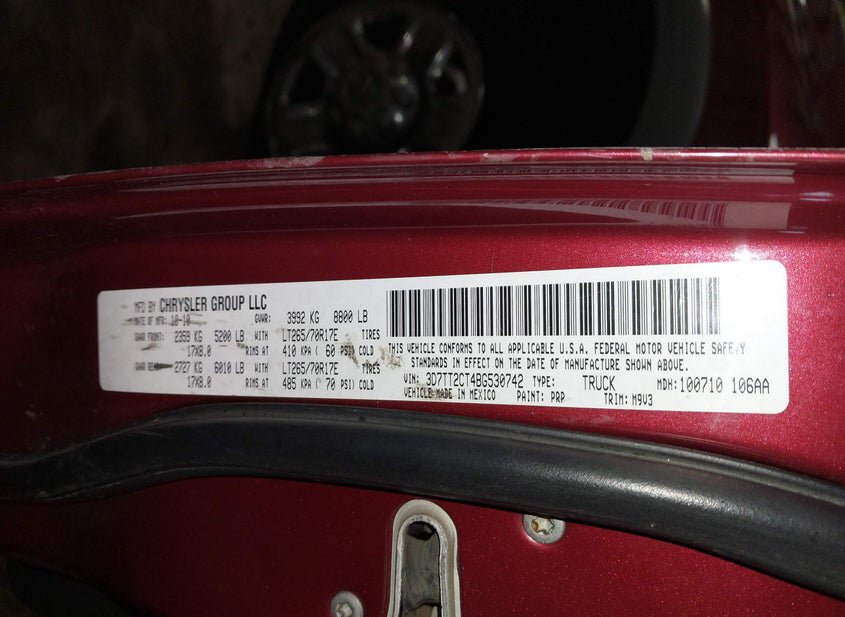 MFD BY CHRYSLER GROUP LLC
DATE OF MFR: 10-10 GVWR: 3992 KG 8800 LB
GAWR FRONT: 2359 KG 5200 LB WITH LT265/70R17E TIRES
17X8.0 RIMS AT 410 KPA ( 60 PSI) COLD
GAWR REAR 2727 KG 6010 LB WITH LT265/70R17E TIRES
17X8.0 RIMS AT 485 KPA ( 70 PSI) COLD
THIS VEHICLE CONFORMS TO ALL APPLICABLE U.S.A. FEDERAL MOTOR VEHICLE SAFETY
STANDARDS IN EFFECT ON THE DATE OF MANUFACTURE SHOWN ABOVE.
VIN: 3D7TT2CT4BG530742 TYPE: TRUCK MDH:100710 106AA
VEHICLE MADE IN MEXICO PAINT: PRP TRIM: M9V3